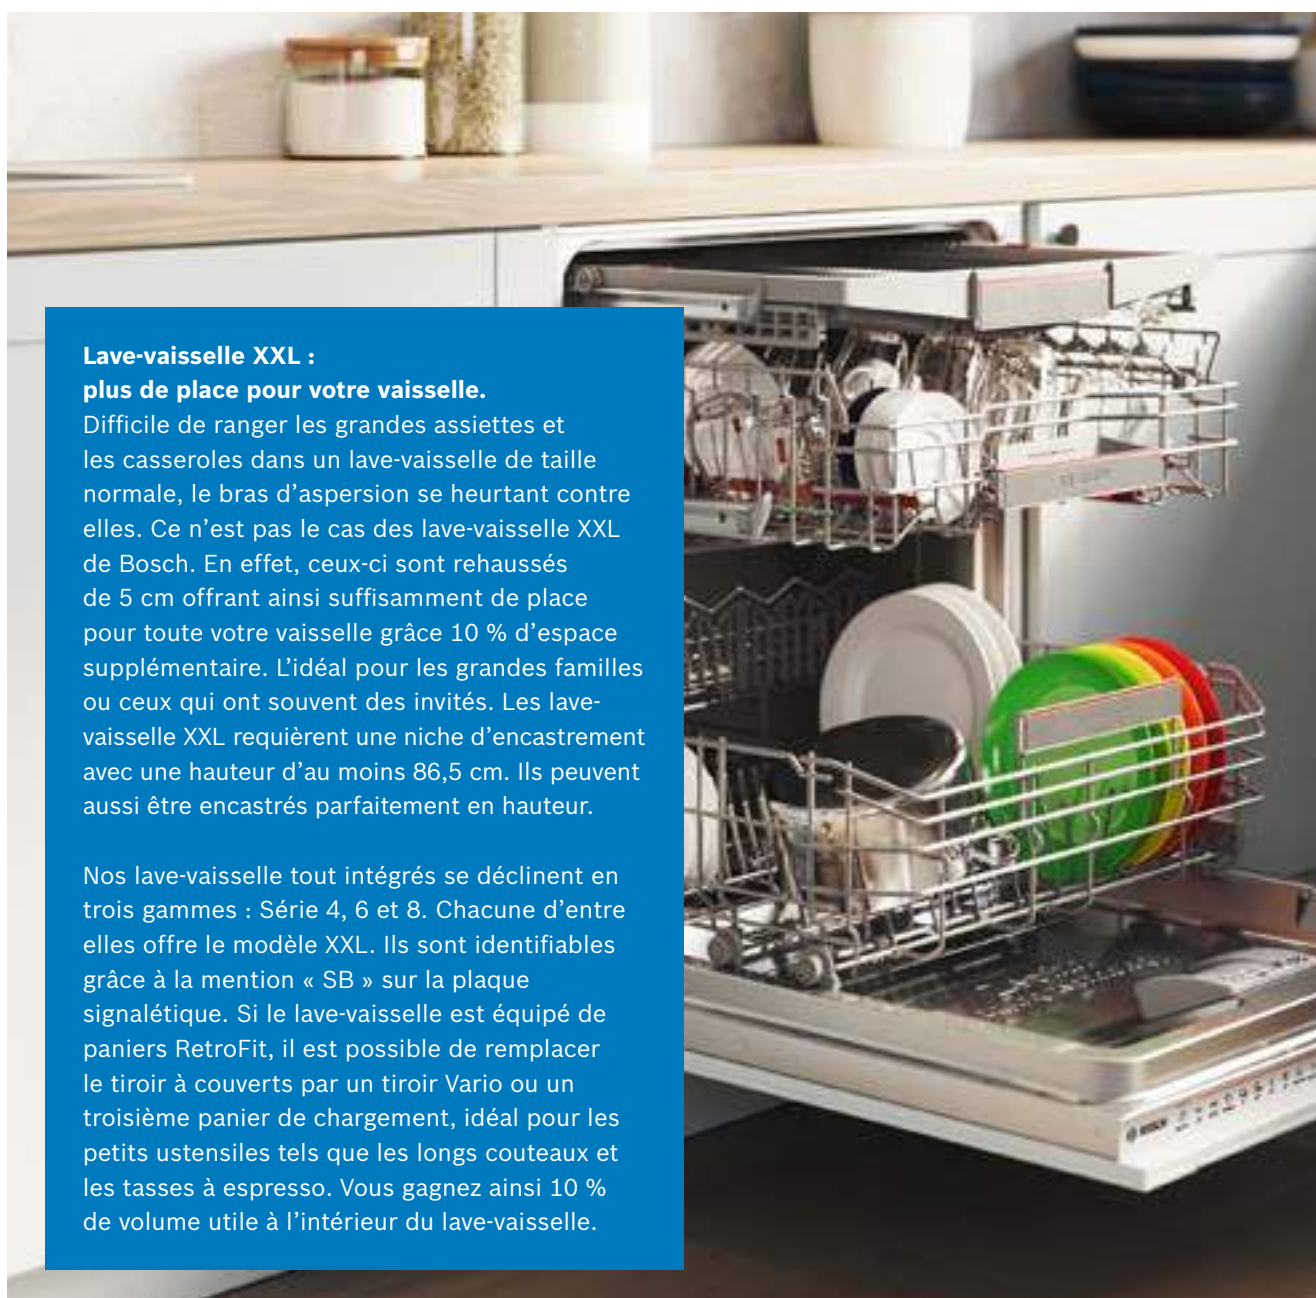 Lave-vaisselle XXL :
plus de place pour votre vaisselle.
Difficile de ranger les grandes assiettes et
les casseroles dans un lave-vaisselle de taille
normale, le bras d’aspersion se heurtant contre
elles. Ce n’est pas le cas des lave-vaisselle XXL
de Bosch. En effet, ceux-ci sont rehaussés
de 5 cm offrant ainsi suffisamment de place
pour toute votre vaisselle grâce 10 % d’espace
supplémentaire. L’idéal pour les grandes familles
ou ceux qui ont souvent des invités. Les lave-
vaisselle XXL requièrent une niche d’encastrement
avec une hauteur d’au moins 86,5 cm. Ils peuvent
aussi être encastrés parfaitement en hauteur.
Nos lave-vaisselle tout intégrés se déclinent en
trois gammes : Série 4, 6 et 8. Chacune d’entre
elles offre le modèle XXL. Ils sont identifiables
grâce à la mention « SB » sur la plaque
signalétique. Si le lave-vaisselle est équipé de
paniers RetroFit, il est possible de remplacer
le tiroir à couverts par un tiroir Vario ou un
troisième panier de chargement, idéal pour les
petits ustensiles tels que les longs couteaux et
les tasses à espresso. Vous gagnez ainsi 10 %
de volume utile à l’intérieur du lave-vaisselle.
BOSCH